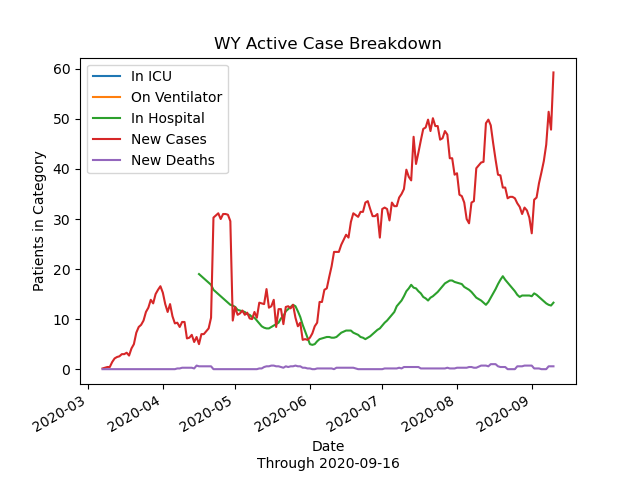 WY Active Case Breakdown
60
50
40
30
20
10
0
Patients in Category
In ICU
On Ventilator
In Hospital
New Cases
New Deaths
2020-03
2020-04
2020-05
2020-06
2020-07
2020-08
2020-09
Date
Through 2020-09-16